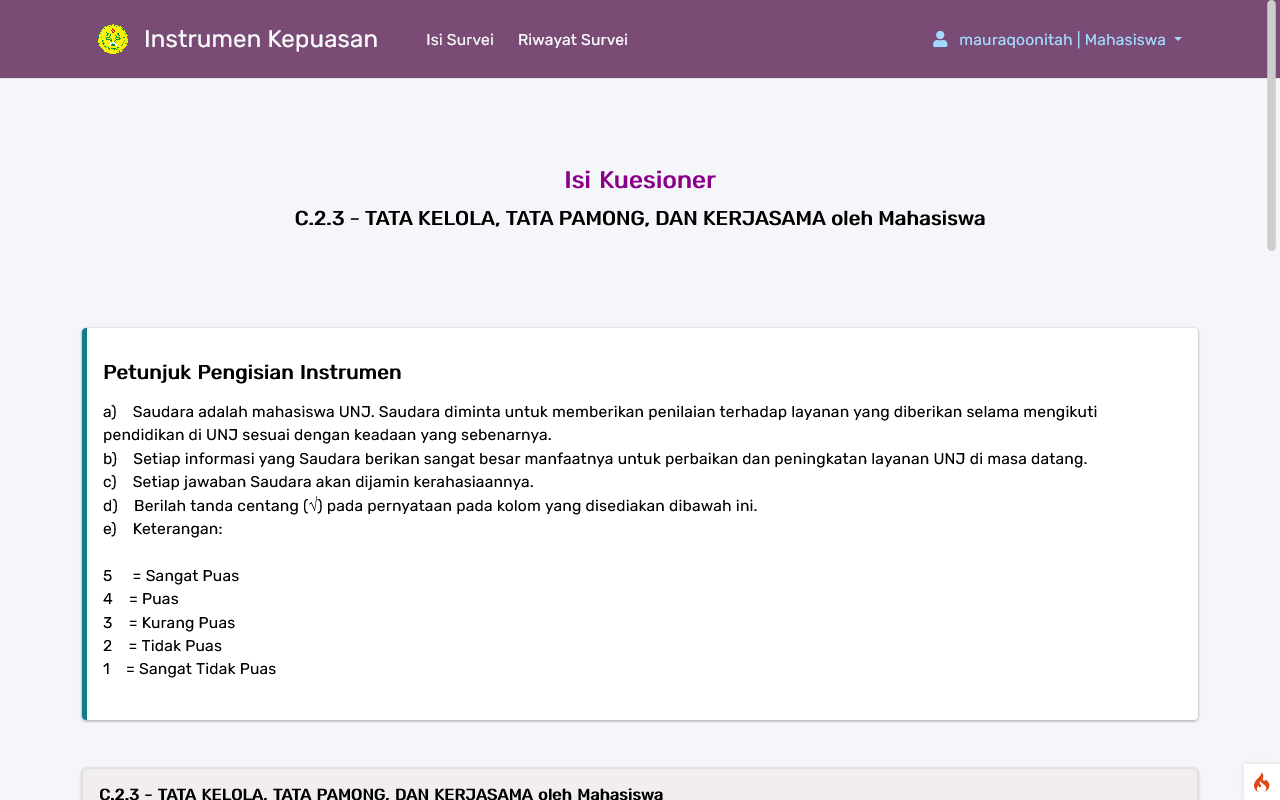 Instrumen Kepuasan
Isi Survei
Riwayat Survei
mauraqoonitah | Mahasiswa
Isi Kuesioner
C.2.3 - TATA KELOLA, TATA PAMONG, DAN KERJASAMA oleh Mahasiswa
Petunjuk Pengisian Instrumen
a) Saudara adalah mahasiswa UNJ. Saudara diminta untuk memberikan penilaian terhadap layanan yang diberikan selama mengikuti
pendidikan di UNJ sesuai dengan keadaan yang sebenarnya.
b) Setiap informasi yang Saudara berikan sangat besar manfaatnya untuk perbaikan dan peningkatan layanan UNJ di masa datang.
c) Setiap jawaban Saudara akan dijamin kerahasiaannya.
d) Berilah tanda centang (√) pada pernyataan pada kolom yang disediakan dibawah ini.
e) Keterangan:
5 = Sangat Puas
4 = Puas
3 = Kurang Puas
2 = Tidak Puas
1 = Sangat Tidak Puas
C.2.3 - TATA KELOLA, TATA PAMONG, DAN KERJASAMA oleh Mahasiswa